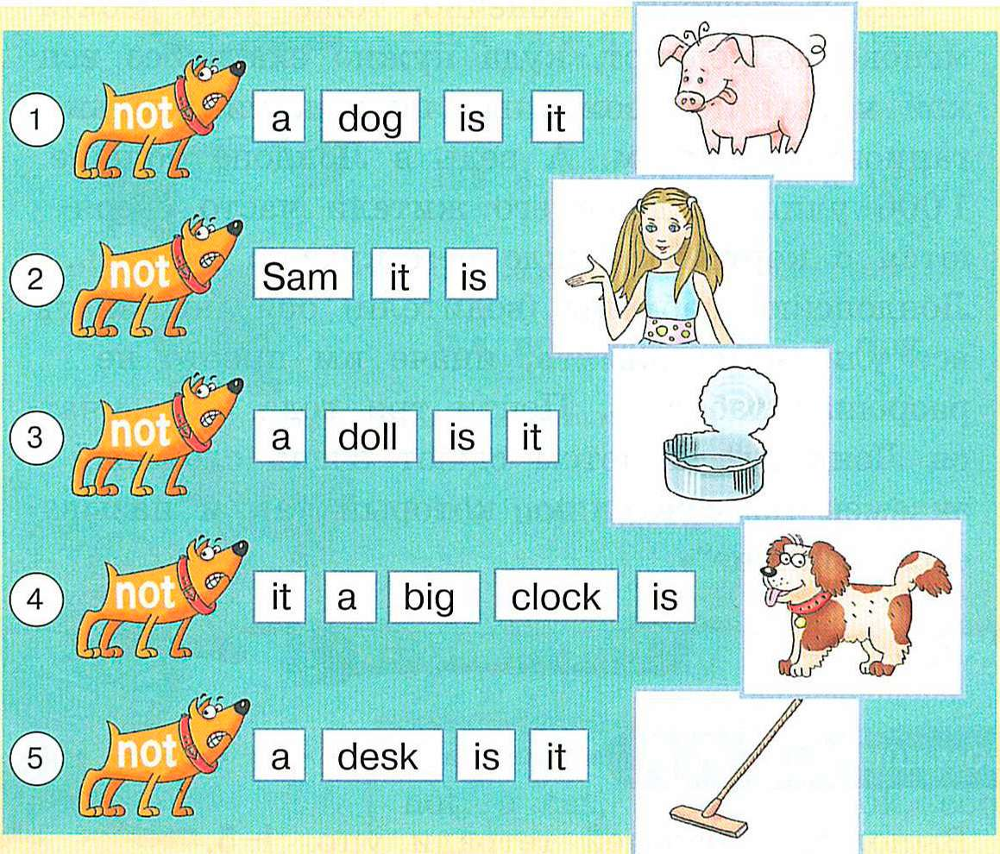 1 not a dog is it
2 not Sam it is
3 not a doll is it
4 not it a big clock is
5 not a desk is it